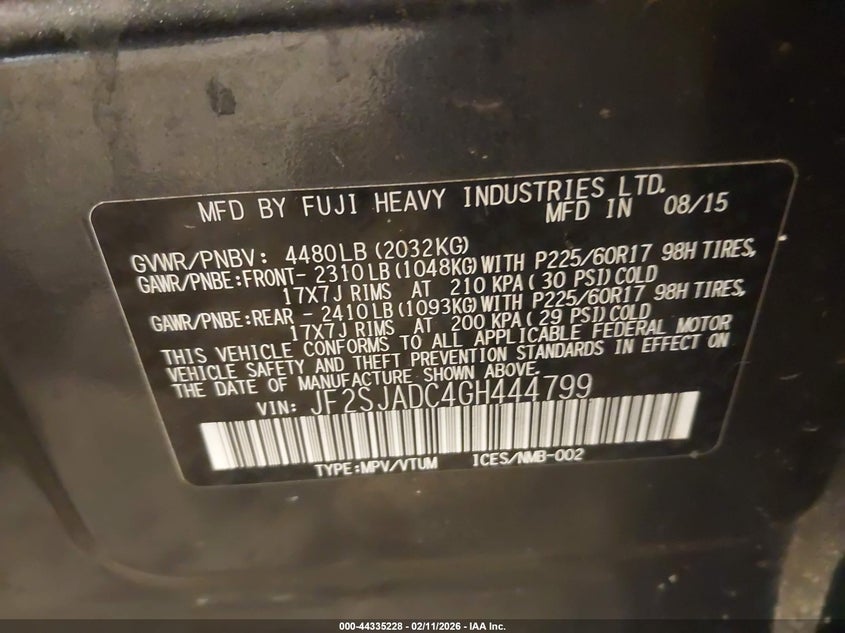 MFD BY FUJI HEAVY INDUSTRIES LTD.
MFD IN 08/15
GVWR/PNBV: 4480LB (2032KG)
GAWR/PNBE:FRONT- 2310LB (1048KG) WITH P225/60R17 98H TIRES,
17X7J RIMS AT 210 KPA ( 30 PSI) COLD
GAWR/PNBE:REAR - 2410LB (1093KG) WITH P225/60R17 98H TIRES,
17X7J RIMS AT 200 KPA ( 29 PSI) COLD
THIS VEHICLE CONFORMS TO ALL APPLICABLE FEDERAL MOTOR
VEHICLE SAFETY AND THEFT PREVENTION STANDARDS IN EFFECT ON
THE DATE OF MANUFACTURE SHOWN ABOVE.
VIN: JF2SJADC4GH444799
TYPE:MPV/VTUM ICES/NMB-002
000-44335228 - 02/11/2026 - IAA Inc.